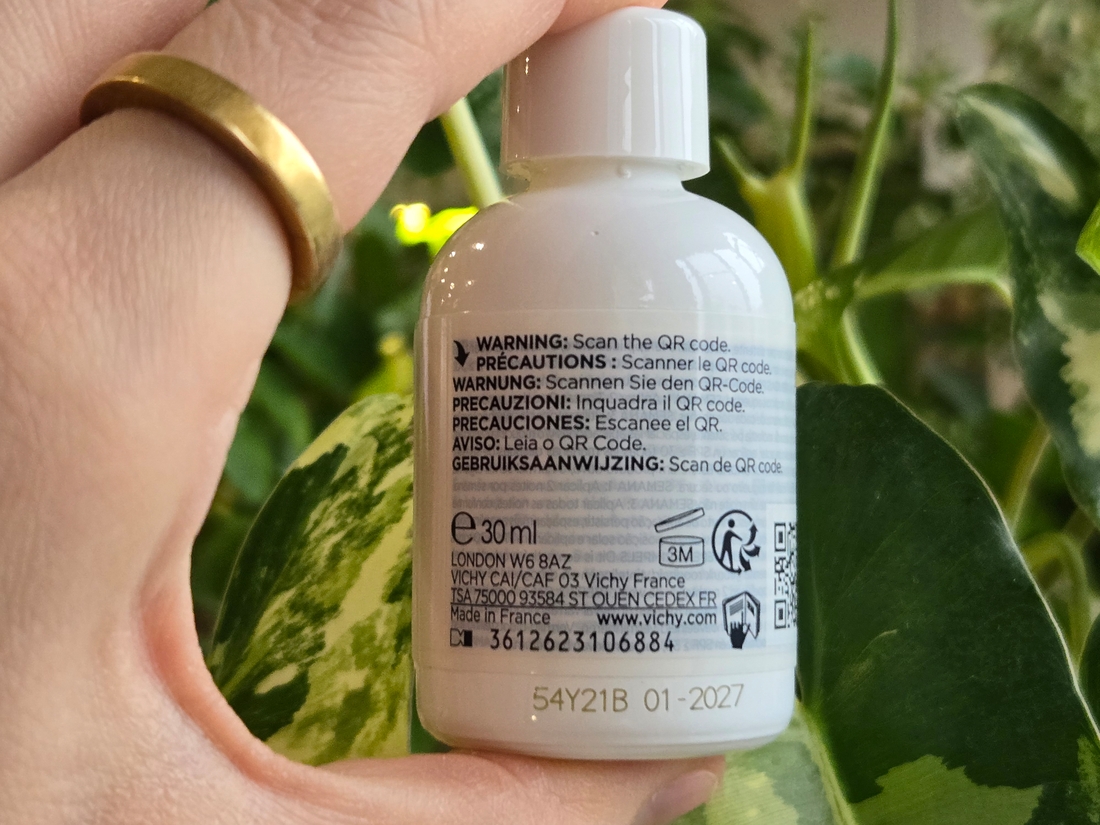 WARNING: Scan the QR code.
PRÉCAUTIONS : Scanner le QR code.
WARNUNG: Scannen Sie den QR-Code.
PRECAUZIONI: Inquadra il QR code.
PRECAUCIONES: Escanee el QR.
AVISO: Leia o QR Code.
GEBRUIKSAANWIJZING: Scan de QR code.
e 30 ml
3M
LONDON W6 8AZ
VICHY CAI/CAF 03 Vichy France
TSA 75000 93584 ST OUEN CEDEX FR
Made in France www.vichy.com
3612623106884
54Y21B 01-2027